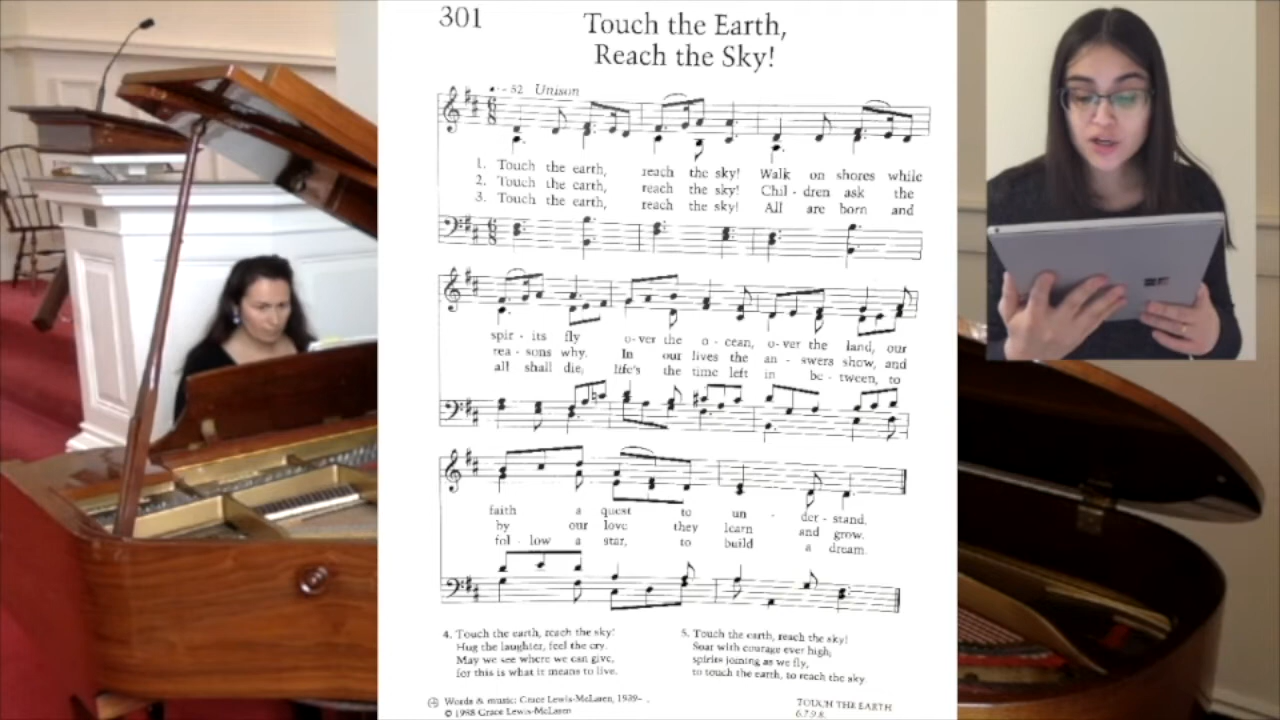 301
Touch the Earth,
Reach the Sky!
52 Unison
1. Touch the earth, reach the sky! Walk on shores while
2. Touch the earth, reach the sky! Chil - dren ask the
3. Touch the earth, reach the sky! All are born and
spir - its fly o - ver the o - cean, o - ver the land, our
rea - sons why. In our lives the an - swers show, and
all shall die; life's the time left in be - tween, to
faith a quest to un - der - stand.
by our love they learn and grow.
fol - low a star, to build a dream.
4. Touch the earth, reach the sky!
Hug the laughter, feel the cry.
May we see where we can give,
for this is what it means to live.
5. Touch the earth, reach the sky!
Soar with courage ever high;
spirits joining as we fly,
to touch the earth, to reach the sky
Words & music: Grace Lewis-McLaren, 1939–
© 1988 Grace Lewis-McLaren
TOUCH THE EARTH
6.7.9.8.